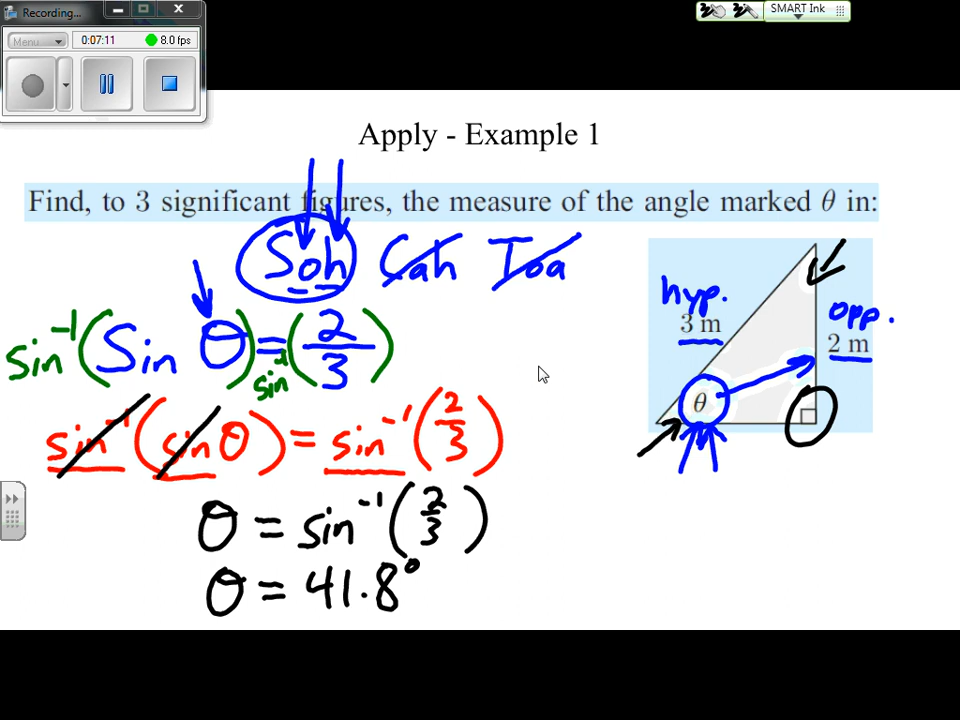 Recording...
Menu
0:07:11
8.0 fps
SMART Ink
Apply - Example 1
Find, to 3 significant figures, the measure of the angle marked θ in:
Soh Cah Toa
hyp.
3 m
opp.
2 m
θ
sin⁻¹(Sin θ) = sin⁻¹(2/3)
sin⁻¹(sin θ) = sin⁻¹(2/3)
θ = sin⁻¹(2/3)
θ = 41.8°